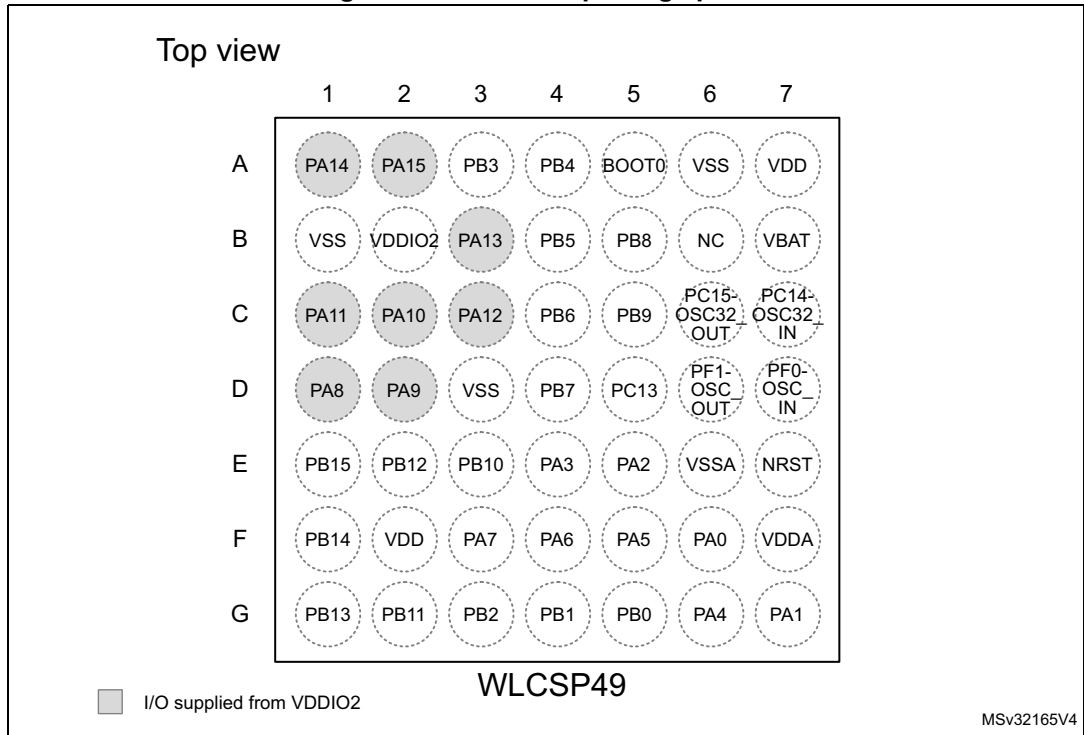 Top view
1 2 3 4 5 6 7
A PA14 PA15 PB3 PB4 BOOT0 VSS VDD
B VSS VDDIO2 PA13 PB5 PB8 NC VBAT
C PA11 PA10 PA12 PB6 PB9 PC15-OSC32_OUT PC14-OSC32_IN
D PA8 PA9 VSS PB7 PC13 PF1-OSC_OUT PF0-OSC_IN
E PB15 PB12 PB10 PA3 PA2 VSSA NRST
F PB14 VDD PA7 PA6 PA5 PA0 VDDA
G PB13 PB11 PB2 PB1 PB0 PA4 PA1
WLCSP49
I/O supplied from VDDIO2
MSv32165V4